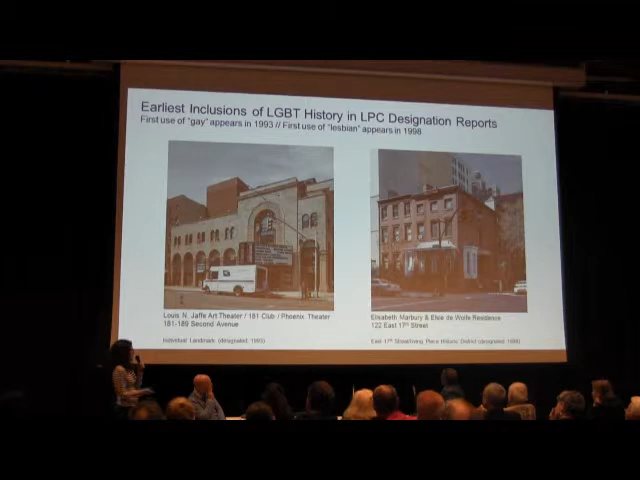 Earliest Inclusions of LGBT History in LPC Designation Reports
First use of "gay" appears in 1993 // First use of "lesbian" appears in 1998
Louis N. Jaffe Art Theater / 181 Club / Phoenix Theater
181-189 Second Avenue
Individual Landmark (designated, 1993)
Elisabeth Marbury & Elsie de Wolfe Residence
122 East 17th Street
East 17th Street/Irving Place Historic District (designated, 1998)